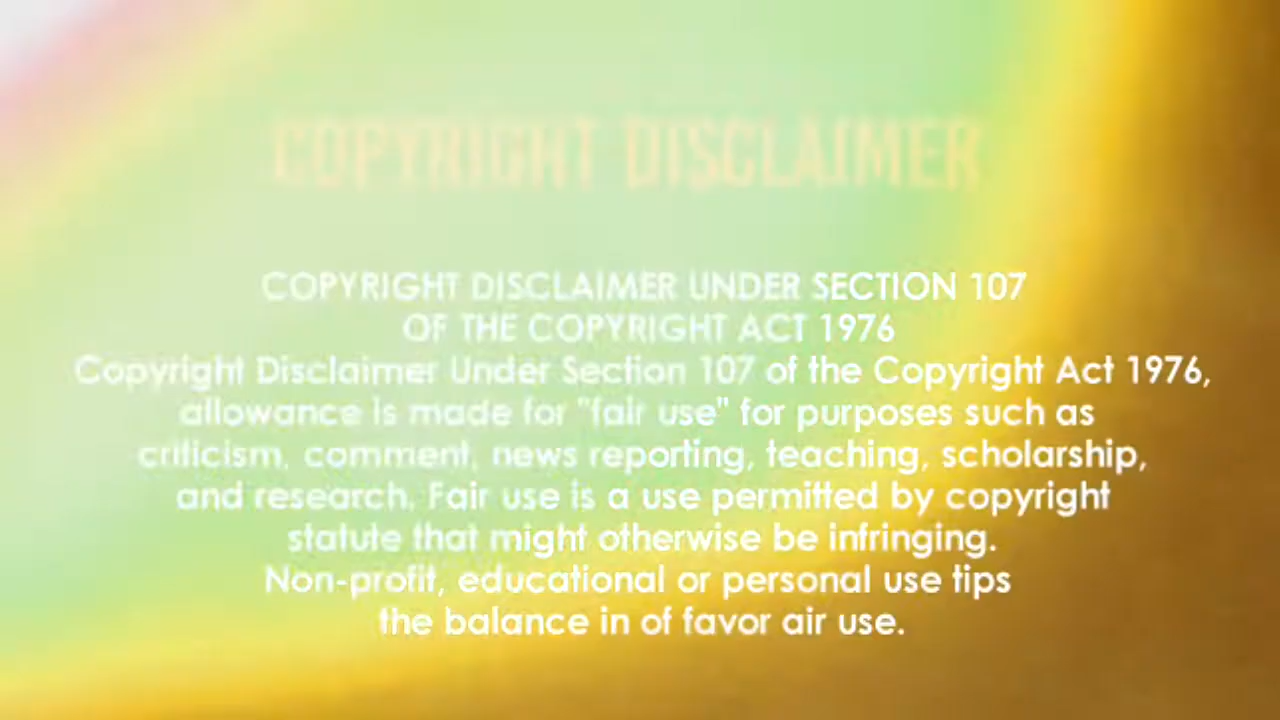 COPYRIGHT DISCLAIMER
COPYRIGHT DISCLAIMER UNDER SECTION 107
OF THE COPYRIGHT ACT 1976
Copyright Disclaimer Under Section 107 of the Copyright Act 1976,
allowance is made for "fair use" for purposes such as
criticism, comment, news reporting, teaching, scholarship,
and research. Fair use is a use permitted by copyright
statute that might otherwise be infringing.
Non-profit, educational or personal use tips
the balance in of favor air use.